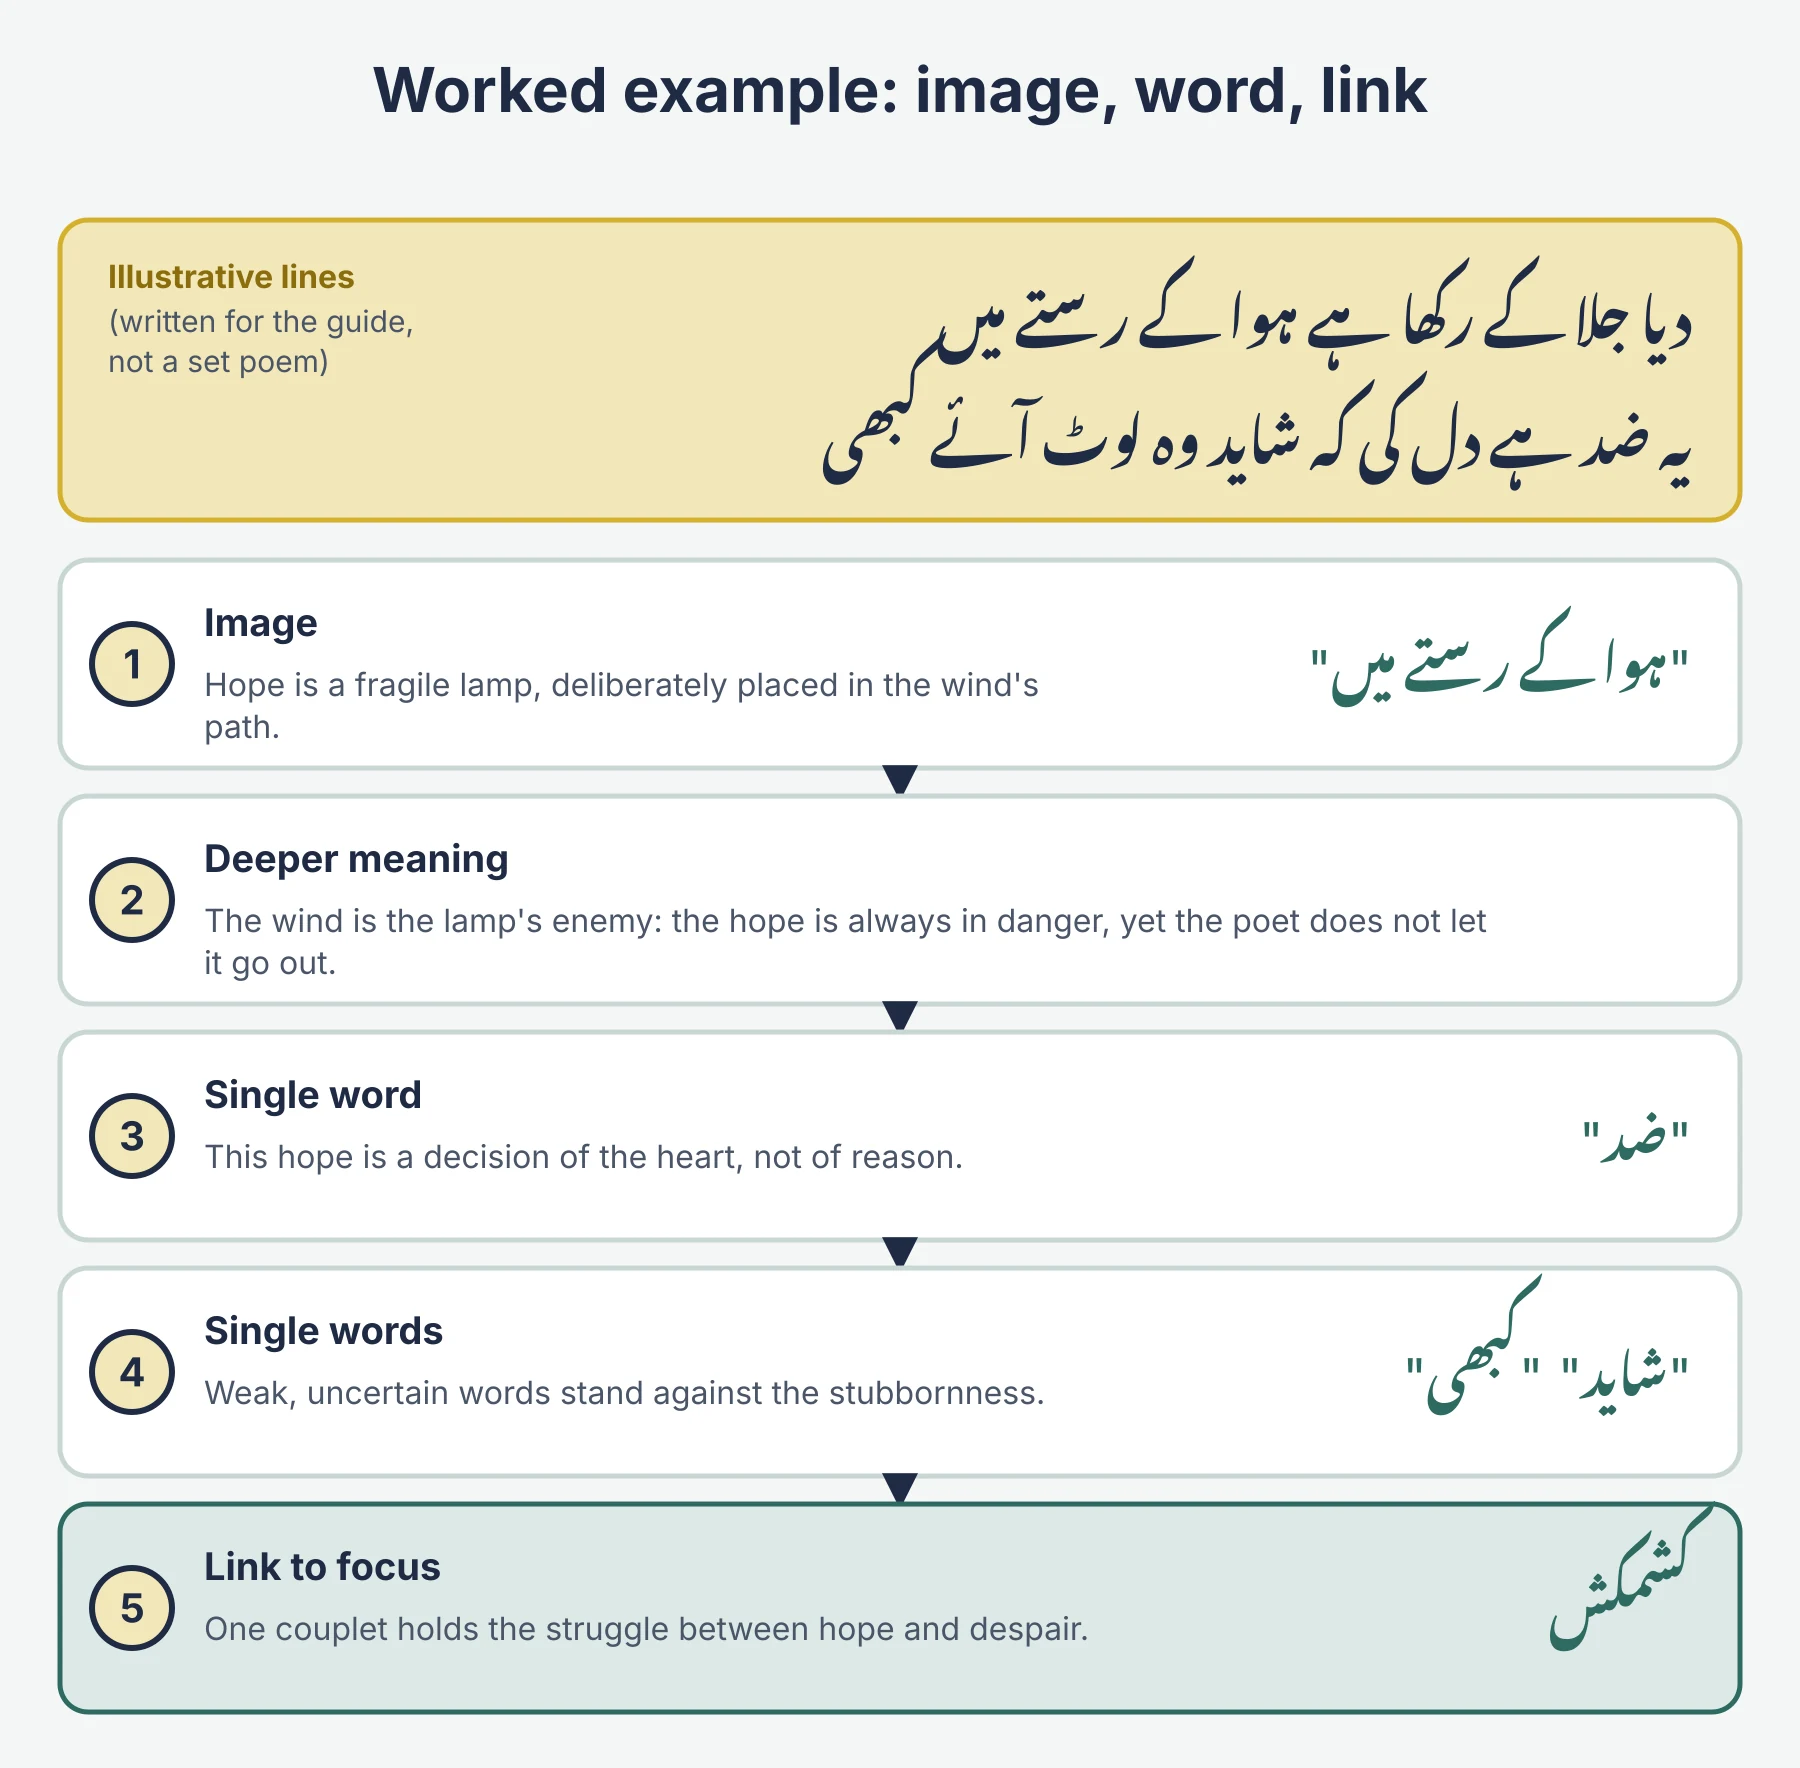 Worked example: image, word, link
Illustrative lines
(written for the guide,
not a set poem)
دیا جلا کے رکھا ہے ہوا کے رستے میں
یہ ضد ہے دل کی کہ شاید وہ لوٹ آئے کبھی
1
Image
Hope is a fragile lamp, deliberately placed in the wind's
path.
"ہوا کے رستے میں"
2
Deeper meaning
The wind is the lamp's enemy: the hope is always in danger, yet the poet does not let
it go out.
3
Single word
This hope is a decision of the heart, not of reason.
"ضد"
4
Single words
Weak, uncertain words stand against the stubbornness.
"شاید" "کبھی"
5
Link to focus
One couplet holds the struggle between hope and despair.
کشمکش